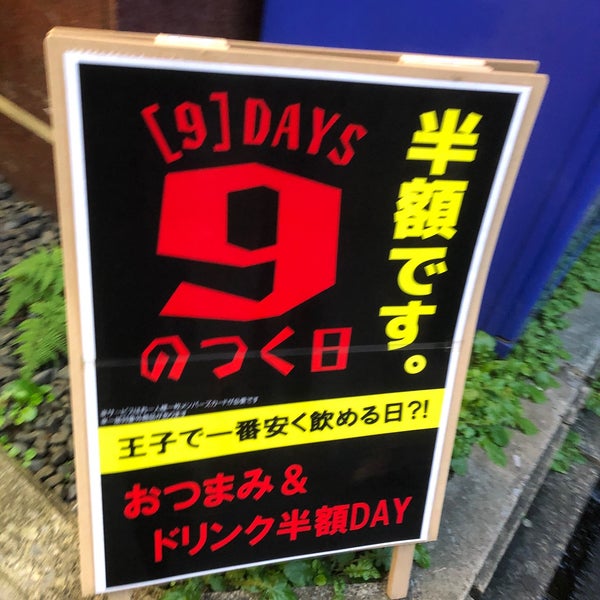 [9]DAYS
9
のつく日
半額です。
王子で一番安く飲める日?!
おつまみ&
ドリンク半額DAY